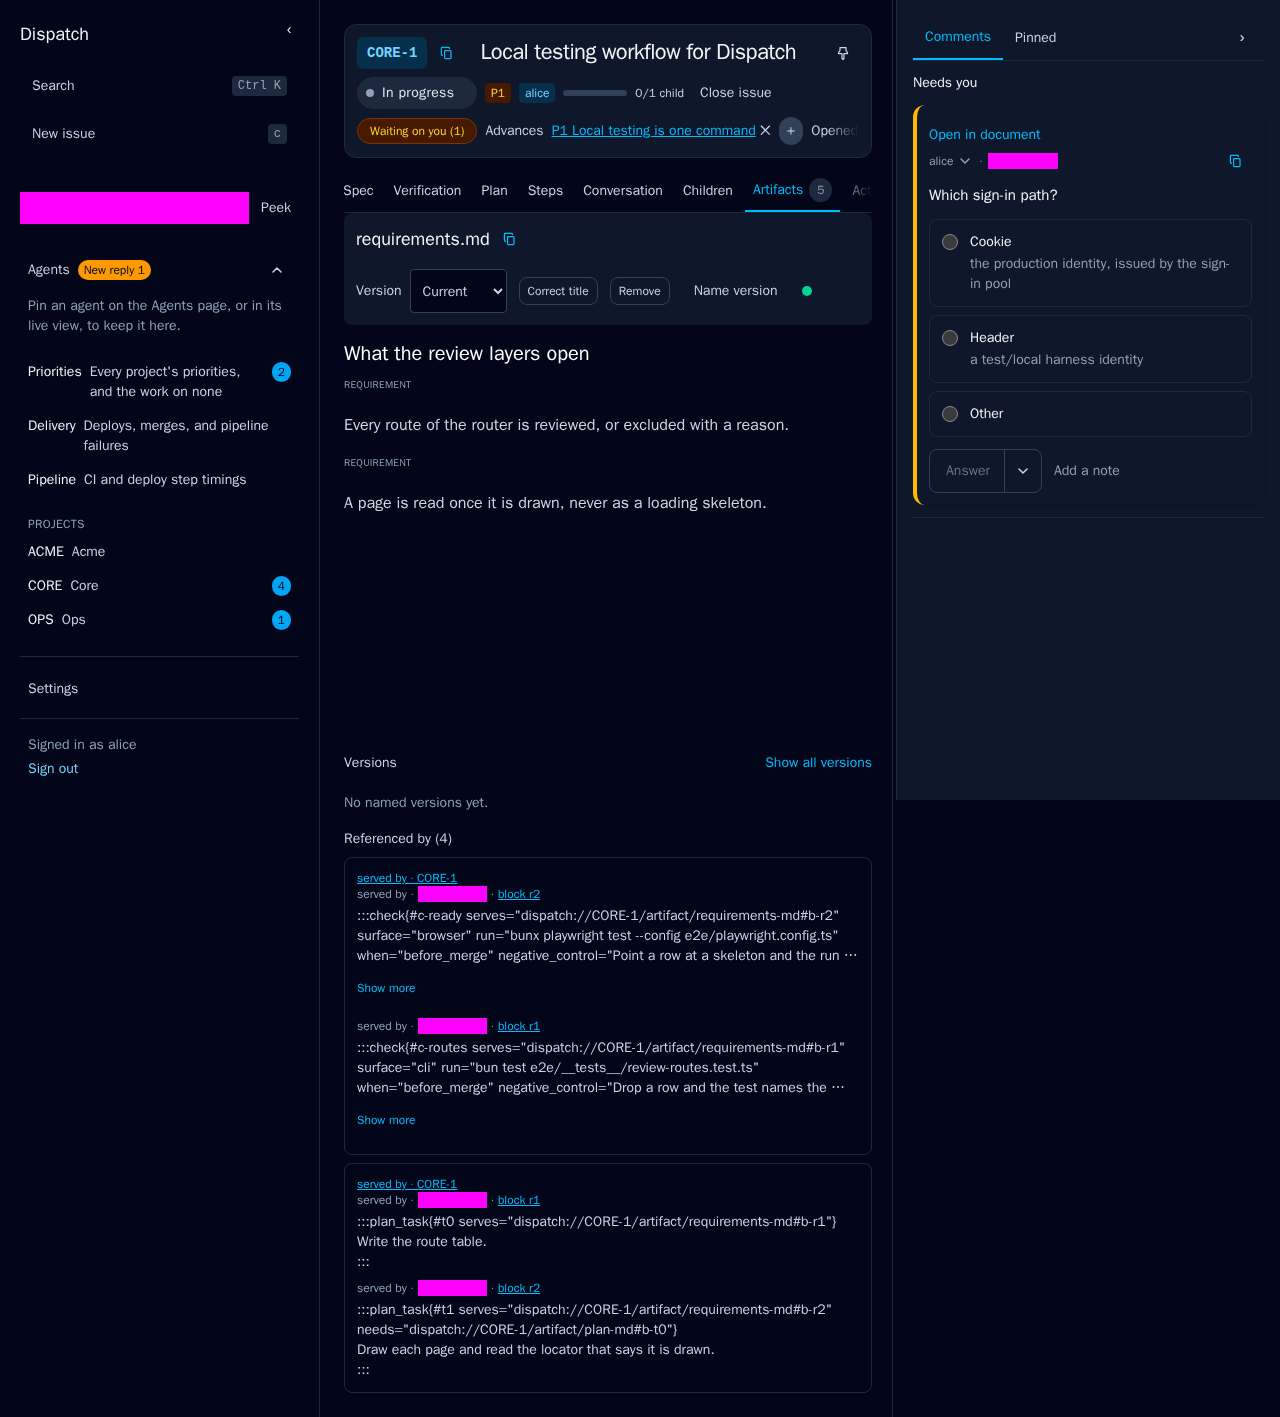 Dispatch
Search
Ctrl K
New issue
C
Peek
Agents
New reply 1
Pin an agent on the Agents page, or in its
live view, to keep it here.
Priorities
Every project's priorities,
and the work on none
2
Delivery
Deploys, merges, and pipeline
failures
Pipeline
CI and deploy step timings
PROJECTS
ACME Acme
CORE Core
4
OPS Ops
1
Settings
Signed in as alice
Sign out
CORE-1
Local testing workflow for Dispatch
In progress
P1
alice
0/1 child
Close issue
Waiting on you (1)
Advances
P1 Local testing is one command
Opened
Spec
Verification
Plan
Steps
Conversation
Children
Artifacts
5
requirements.md
Version
Current
Correct title
Remove
Name version
What the review layers open
REQUIREMENT
Every route of the router is reviewed, or excluded with a reason.
REQUIREMENT
A page is read once it is drawn, never as a loading skeleton.
Versions
Show all versions
No named versions yet.
Referenced by (4)
served by · CORE-1
served by · · block r2
:::check{#c-ready serves="dispatch://CORE-1/artifact/requirements-md#b-r2"
surface="browser" run="bunx playwright test --config e2e/playwright.config.ts"
when="before_merge" negative_control="Point a row at a skeleton and the run ···
Show more
served by · · block r1
:::check{#c-routes serves="dispatch://CORE-1/artifact/requirements-md#b-r1"
surface="cli" run="bun test e2e/__tests__/review-routes.test.ts"
when="before_merge" negative_control="Drop a row and the test names the ···
Show more
served by · CORE-1
served by · · block r1
:::plan_task{#t0 serves="dispatch://CORE-1/artifact/requirements-md#b-r1"}
Write the route table.
:::
served by · · block r2
:::plan_task{#t1 serves="dispatch://CORE-1/artifact/requirements-md#b-r2"
needs="dispatch://CORE-1/artifact/plan-md#b-t0"}
Draw each page and read the locator that says it is drawn.
:::
Comments
Pinned
Needs you
Open in document
alice ·
Which sign-in path?
Cookie
the production identity, issued by the sign-
in pool
Header
a test/local harness identity
Other
Answer
Add a note